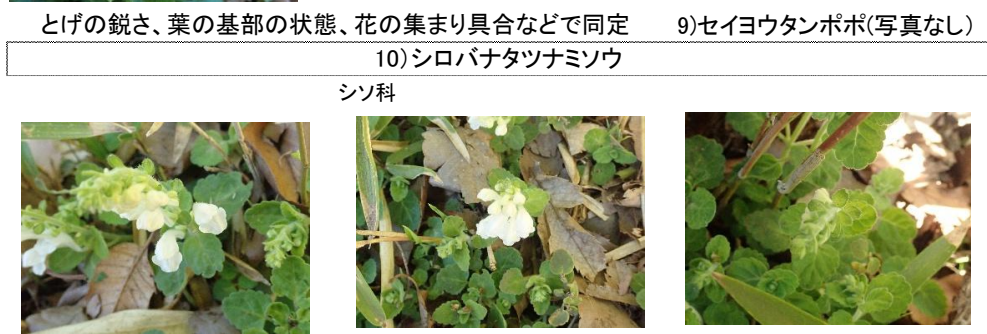 とげの鋭さ、葉の基部の状態、花の集まり具合などで同定　　9)セイヨウタンポポ(写真なし)
10)シロバナタツナミソウ
シソ科